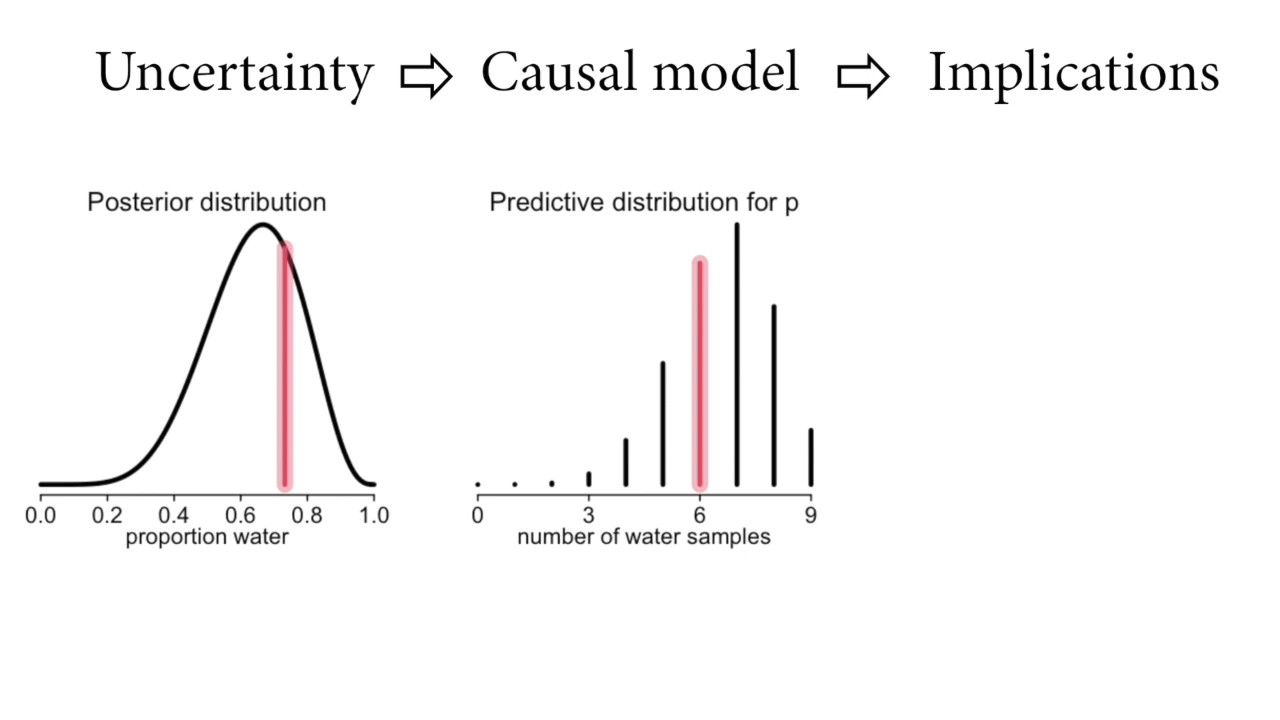 Uncertainty ⇨ Causal model ⇨ Implications
Posterior distribution
0.0 0.2 0.4 0.6 0.8 1.0
proportion water
Predictive distribution for p
0 3 6 9
number of water samples